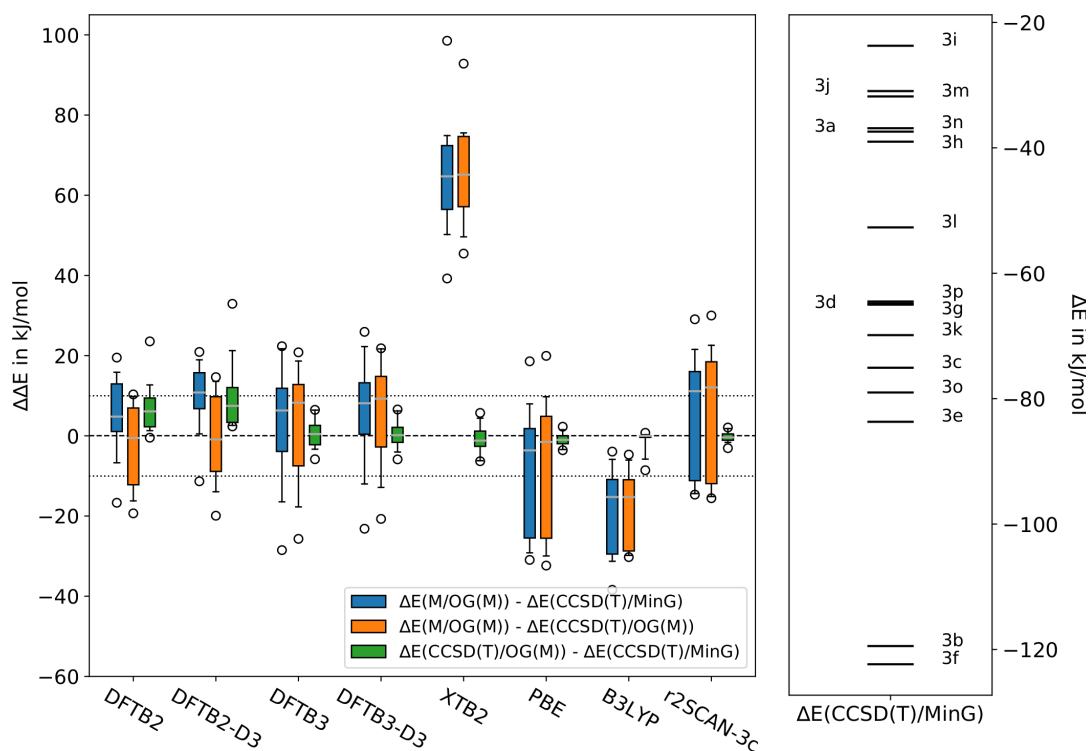 100
80
60
40
20
0
−20
−40
−60
ΔΔE in kJ/mol
DFTB2
DFTB2-D3
DFTB3
DFTB3-D3
XTB2
PBE
B3LYP
r2SCAN-3c
ΔE(M/OG(M)) - ΔE(CCSD(T)/MinG)
ΔE(M/OG(M)) - ΔE(CCSD(T)/OG(M))
ΔE(CCSD(T)/OG(M)) - ΔE(CCSD(T)/MinG)
3i
3j
3m
3n
3a
3h
3l
3p
3d
3g
3k
3c
3o
3e
3b
3f
−20
−40
−60
−80
−100
−120
ΔE in kJ/mol
ΔE(CCSD(T)/MinG)